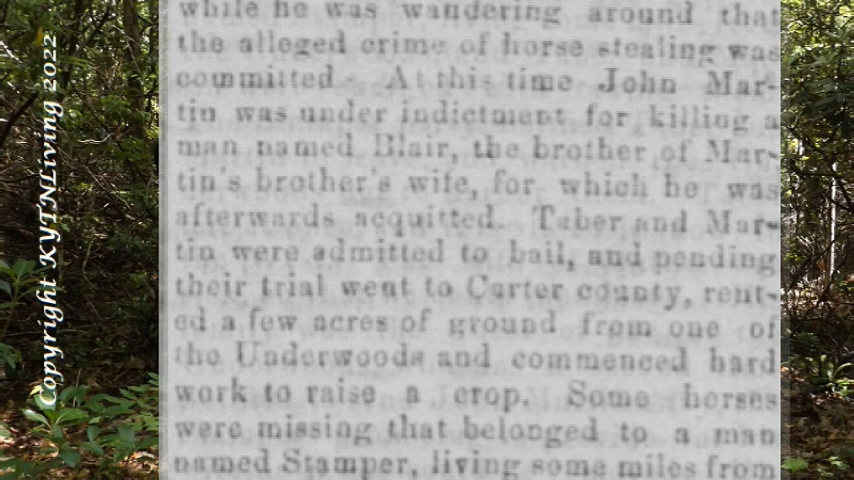 while he was wandering around that
the alleged crime of horse stealing was
committed - At this time John Mar-
tin was under indictment for killing a
man named Blair, the brother of Mar-
tin's brother's wife, for which he was
afterwards acquitted. Taber and Mar-
tin were admitted to bail, and pending
their trial went to Carter county, rent-
ed a few acres of ground from one of
the Underwoods and commenced hard
work to raise a crop. Some horses
were missing that belonged to a man
named Stamper, living some miles from
Copyright KYTNLiving 2022